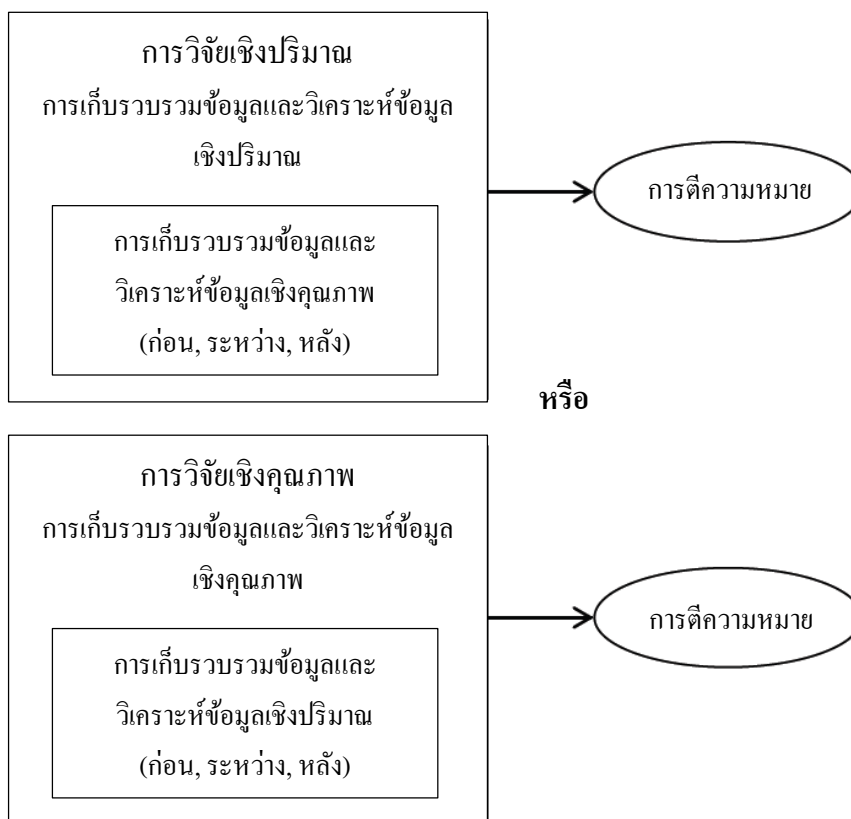 การวิจัยเชิงปริมาณ
การเก็บรวบรวมข้อมูลและวิเคราะห์ข้อมูล
เชิงปริมาณ
การเก็บรวบรวมข้อมูลและ
วิเคราะห์ข้อมูลเชิงคุณภาพ
(ก่อน, ระหว่าง, หลัง)
การตีความหมาย
หรือ
การวิจัยเชิงคุณภาพ
การเก็บรวบรวมข้อมูลและวิเคราะห์ข้อมูล
เชิงคุณภาพ
การเก็บรวบรวมข้อมูลและ
วิเคราะห์ข้อมูลเชิงปริมาณ
(ก่อน, ระหว่าง, หลัง)
การตีความหมาย